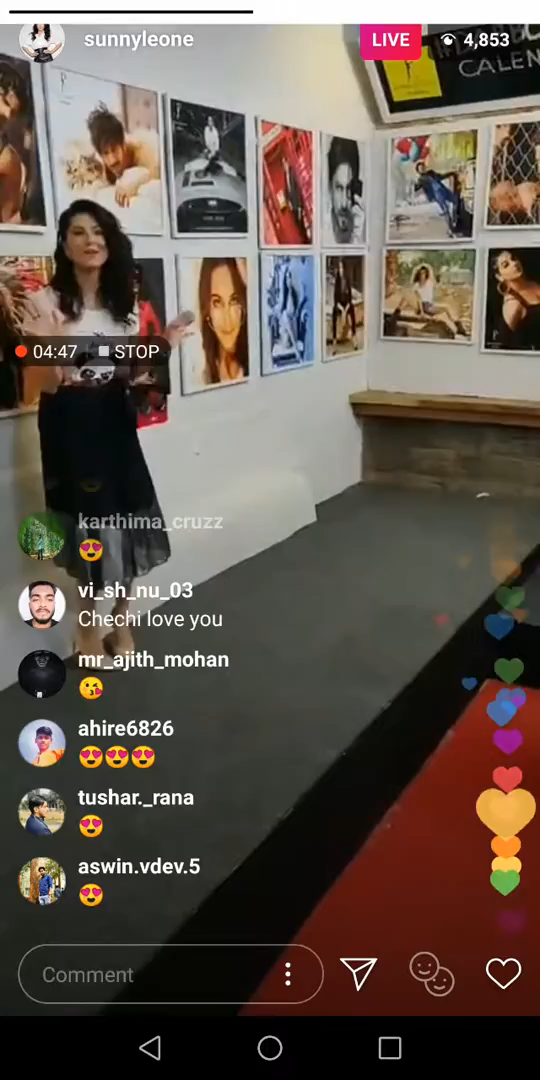 sunnyleone
LIVE
4,853
CALEN
04:47
STOP
karthima_cruzz
😍
vi_sh_nu_03
Chechi love you
mr_ajith_mohan
😘
ahire6826
😍😍😍
tushar._rana
😍
aswin.vdev.5
😍
Comment